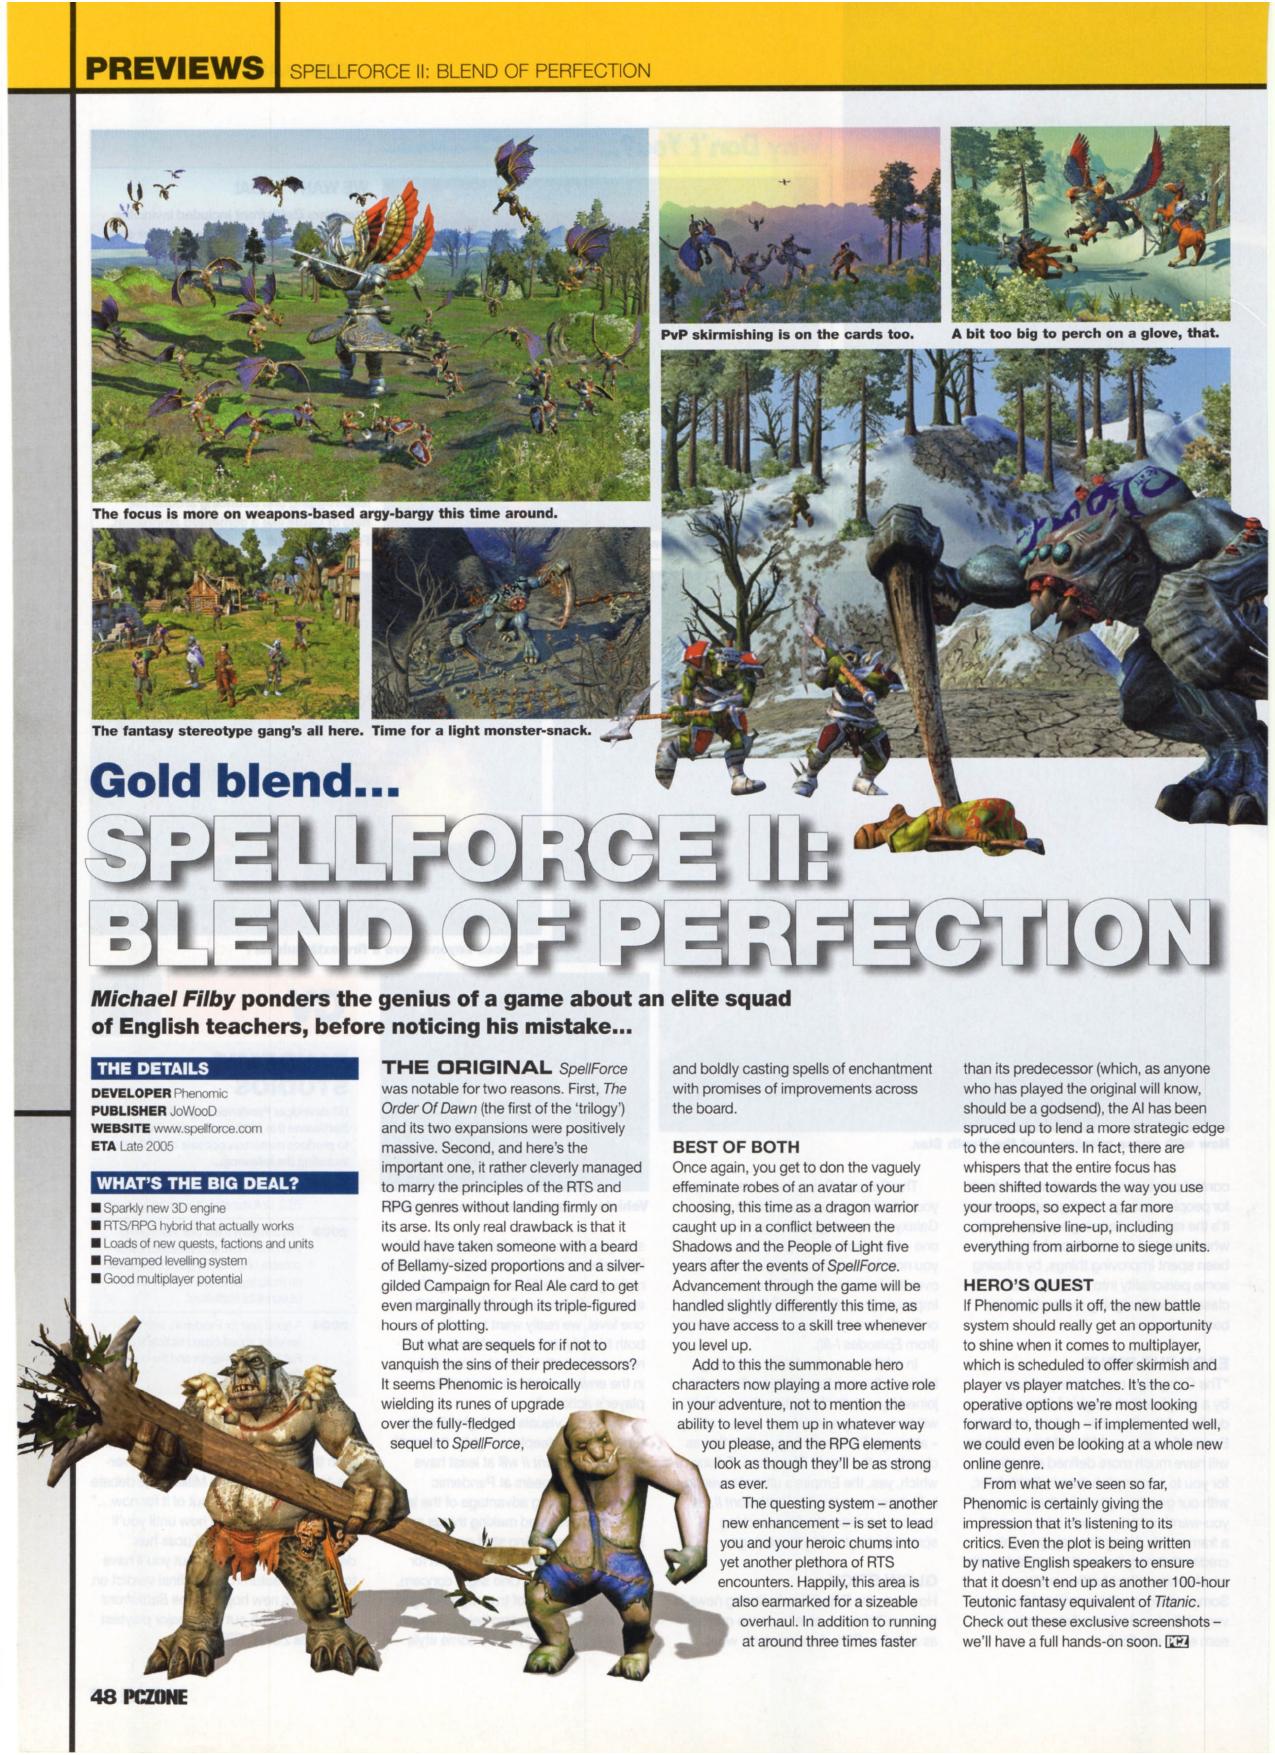 PREVIEWS SPELLFORCE II: BLEND OF PERFECTION
PvP skirmishing is on the cards too.
A bit too big to perch on a glove, that.
The focus is more on weapons-based argy-bargy this time around.
The fantasy stereotype gang's all here.
Time for a light monster-snack.
Gold blend...
SPELLFORCE II:
BLEND OF PERFECTION
Michael Filby ponders the genius of a game about an elite squad
of English teachers, before noticing his mistake...
THE DETAILS
DEVELOPER Phenomic
PUBLISHER JoWooD
WEBSITE www.spellforce.com
ETA Late 2005
WHAT'S THE BIG DEAL?
■ Sparkly new 3D engine
■ RTS/RPG hybrid that actually works
■ Loads of new quests, factions and units
■ Revamped levelling system
■ Good multiplayer potential
THE ORIGINAL SpellForce
was notable for two reasons. First, The
Order Of Dawn (the first of the 'trilogy')
and its two expansions were positively
massive. Second, and here's the
important one, it rather cleverly managed
to marry the principles of the RTS and
RPG genres without landing firmly on
its arse. Its only real drawback is that it
would have taken someone with a beard
of Bellamy-sized proportions and a silver-
gilded Campaign for Real Ale card to get
even marginally through its triple-figured
hours of plotting.
But what are sequels for if not to
vanquish the sins of their predecessors?
It seems Phenomic is heroically
wielding its runes of upgrade
over the fully-fledged
sequel to SpellForce,
and boldly casting spells of enchantment
with promises of improvements across
the board.
BEST OF BOTH
Once again, you get to don the vaguely
effeminate robes of an avatar of your
choosing, this time as a dragon warrior
caught up in a conflict between the
Shadows and the People of Light five
years after the events of SpellForce.
Advancement through the game will be
handled slightly differently this time, as
you have access to a skill tree whenever
you level up.
Add to this the summonable hero
characters now playing a more active role
in your adventure, not to mention the
ability to level them up in whatever way
you please, and the RPG elements
look as though they'll be as strong
as ever.
The questing system – another
new enhancement – is set to lead
you and your heroic chums into
yet another plethora of RTS
encounters. Happily, this area is
also earmarked for a sizeable
overhaul. In addition to running
at around three times faster
than its predecessor (which, as anyone
who has played the original will know,
should be a godsend), the AI has been
spruced up to lend a more strategic edge
to the encounters. In fact, there are
whispers that the entire focus has
been shifted towards the way you use
your troops, so expect a far more
comprehensive line-up, including
everything from airborne to siege units.
HERO'S QUEST
If Phenomic pulls it off, the new battle
system should really get an opportunity
to shine when it comes to multiplayer,
which is scheduled to offer co-op and
player vs player matches. It's the co-
operative options we're most looking
forward to, though – if implemented well,
we could even be looking at a whole new
online genre.
From what we've seen so far,
Phenomic is certainly giving the
impression that it's listening to its
critics. Even the plot is being written
by native English speakers to ensure
that it doesn't end up as another 100-hour
Teutonic fantasy equivalent of Titanic.
Check out these exclusive screenshots –
we'll have a full hands-on soon. PCZ
48 PCZONE